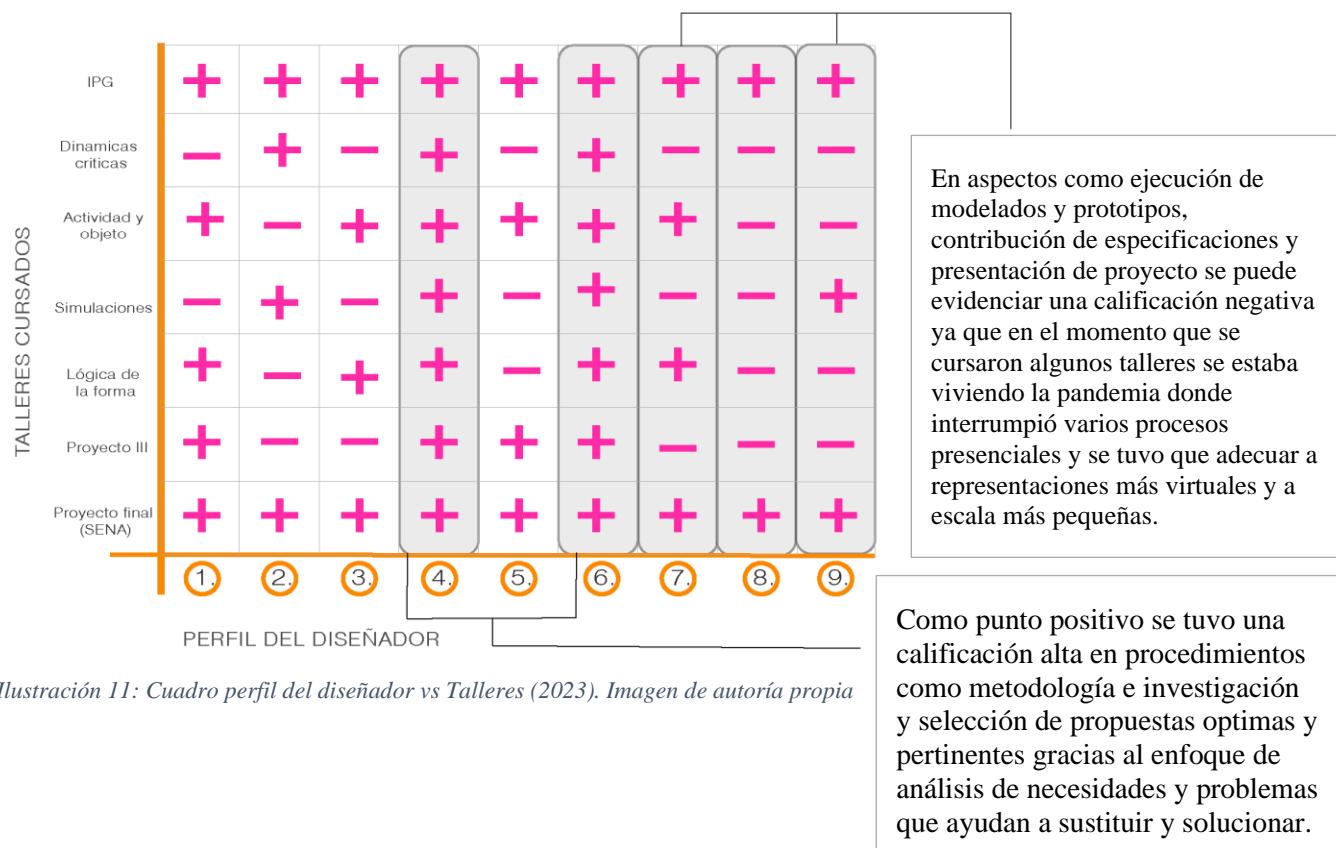 TALLERES CURSADOS
IPG + + + + + + + + +
Dinamicas
criticas — + — + — + — — —
Actividad y
objeto + — + + + + + — —
Simulaciones — + — + — + — — +
Lógica de
la forma + — + + — + + — —
Proyecto III + — — + + + — — —
Proyecto final
(SENA) + + + + + + + + +
1. 2. 3. 4. 5. 6. 7. 8. 9.
PERFIL DEL DISEÑADOR
Ilustración 11: Cuadro perfil del diseñador vs Talleres (2023). Imagen de autoría propia
En aspectos como ejecución de
modelados y prototipos,
contribución de especificaciones y
presentación de proyecto se puede
evidenciar una calificación negativa
ya que en el momento que se
cursaron algunos talleres se estaba
viviendo la pandemia donde
interrumpió varios procesos
presenciales y se tuvo que adecuar a
representaciones más virtuales y a
escala más pequeñas.
Como punto positivo se tuvo una
calificación alta en procedimientos
como metodología e investigación
y selección de propuestas optimas y
pertinentes gracias al enfoque de
análisis de necesidades y problemas
que ayudan a sustituir y solucionar.